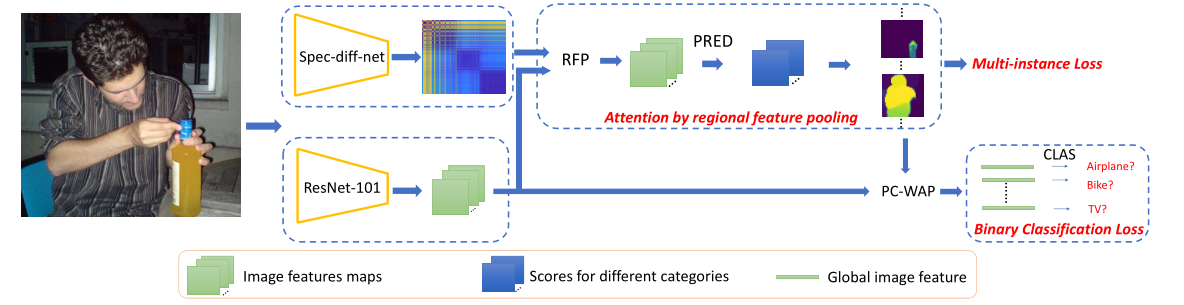 Spec-diff-net
RFP
PRED
Multi-instance Loss
Attention by regional feature pooling
ResNet-101
PC-WAP
CLAS
Airplane?
Bike?
TV?
Binary Classification Loss
Image features maps
Scores for different categories
Global image feature